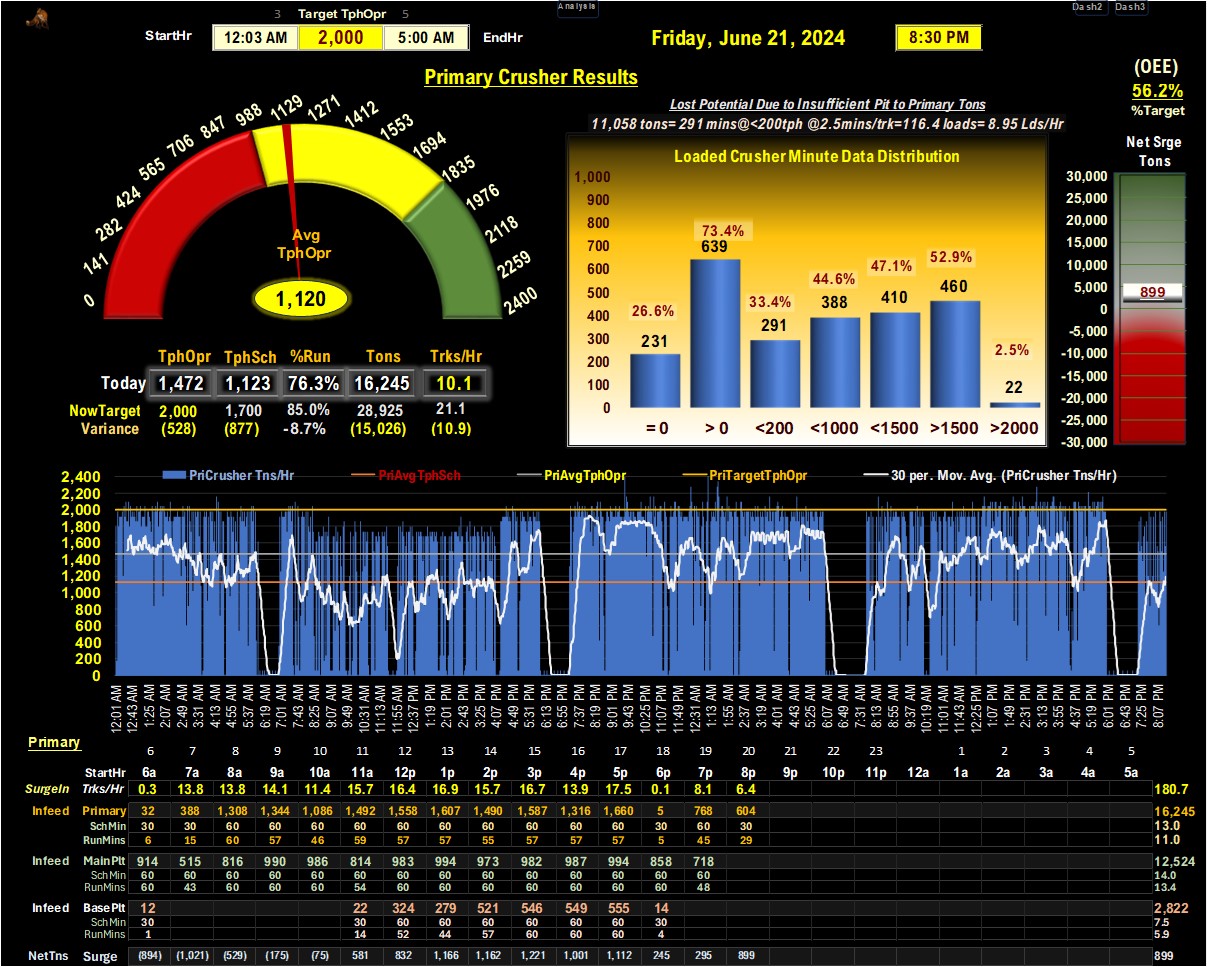 Analysis
Dash2 Dash3
3 Target TphOpr 5
StartHr 12:03 AM 2,000 5:00 AM EndHr
Friday, June 21, 2024 8:30 PM
(OEE)
56.2%
%Target
Primary Crusher Results
Lost Potential Due to Insufficient Pit to Primary Tons
11,058 tons= 291 mins@<200tph @2.5mins/trk=116.4 loads= 8.95 Lds/Hr
0 141 282 424 565 706 847 988 1129 1271 1412 1553 1694 1835 1976 2118 2259 2400
Avg
TphOpr
1,120
Loaded Crusher Minute Data Distribution
1,000
900
800
700
600
500
400
300
200
100
0
26.6% 73.4% 33.4% 44.6% 47.1% 52.9% 2.5%
231 639 291 388 410 460 22
= 0 > 0 <200 <1000 <1500 >1500 >2000
Net Srge
Tons
30,000
25,000
20,000
15,000
10,000
5,000
0
-5,000
-10,000
-15,000
-20,000
-25,000
-30,000
899
TphOpr TphSch %Run Tons Trks/Hr
Today 1,472 1,123 76.3% 16,245 10.1
NowTarget 2,000 1,700 85.0% 28,925 21.1
Variance (528) (877) -8.7% (15,026) (10.9)
PriCrusher Tns/Hr PriAvgTphSch PriAvgTphOpr PriTargetTphOpr 30 per. Mov. Avg. (PriCrusher Tns/Hr)
2,400
2,200
2,000
1,800
1,600
1,400
1,200
1,000
800
600
400
200
0
12:01 AM 12:43 AM 1:25 AM 2:07 AM 2:49 AM 3:31 AM 4:13 AM 4:55 AM 5:37 AM 6:19 AM 7:01 AM 7:43 AM 8:25 AM 9:07 AM 9:49 AM 10:31 AM 11:13 AM 11:55 AM 12:37 PM 1:19 PM 2:01 PM 2:43 PM 3:25 PM 4:07 PM 4:49 PM 5:31 PM 6:13 PM 6:55 PM 7:37 PM 8:19 PM 9:01 PM 9:43 PM 10:25 PM 11:07 PM 11:49 PM 12:31 AM 1:13 AM 1:55 AM 2:37 AM 3:19 AM 4:01 AM 4:43 AM 5:25 AM 6:07 AM 6:49 AM 7:31 AM 8:13 AM 8:55 AM 9:37 AM 10:19 AM 11:01 AM 11:43 AM 12:25 PM 1:07 PM 1:49 PM 2:31 PM 3:13 PM 3:55 PM 4:37 PM 5:19 PM 6:01 PM 6:43 PM 7:25 PM 8:07 PM
Primary
6 7 8 9 10 11 12 13 14 15 16 17 18 19 20 21 22 23 1 2 3 4 5
StartHr 6a 7a 8a 9a 10a 11a 12p 1p 2p 3p 4p 5p 6p 7p 8p 9p 10p 11p 12a 1a 2a 3a 4a 5a
SurgeIn Trks/Hr 0.3 13.8 13.8 14.1 11.4 15.7 16.4 16.9 15.7 16.7 13.9 17.5 0.1 8.1 6.4 180.7
Infeed Primary 32 388 1,308 1,344 1,086 1,492 1,558 1,607 1,490 1,587 1,316 1,660 5 768 604 16,245
SchMin 30 30 60 60 60 60 60 60 60 60 60 60 30 60 30 13.0
RunMins 6 15 60 57 46 59 57 57 55 57 57 57 5 45 29 11.0
Infeed MainPlt 914 515 816 990 986 814 983 994 973 982 987 994 858 718 12,524
SchMin 60 60 60 60 60 60 60 60 60 60 60 60 60 60 14.0
RunMins 60 43 60 60 60 54 60 60 60 60 60 60 60 48 13.4
Infeed BasePlt 12 22 324 279 521 546 549 555 14 2,822
SchMin 30 30 60 60 60 60 60 60 30 7.5
RunMins 1 14 52 44 57 60 60 60 4 5.9
NetTns Surge (894) (1,021) (529) (175) (75) 581 832 1,166 1,162 1,221 1,001 1,112 245 295 899 899